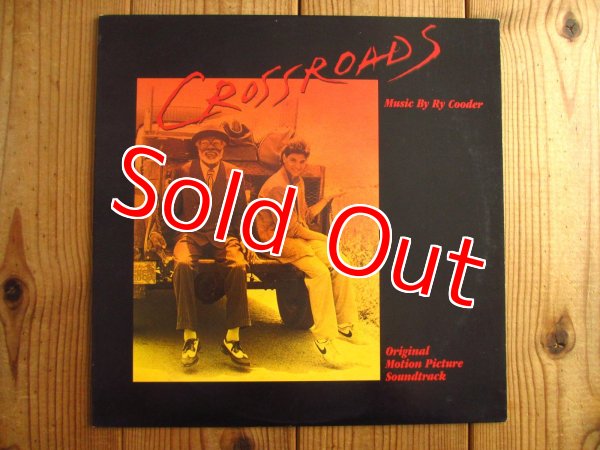 CROSSROADS
Music By Ry Cooder
Sold Out
Original
Motion Picture
Soundtrack